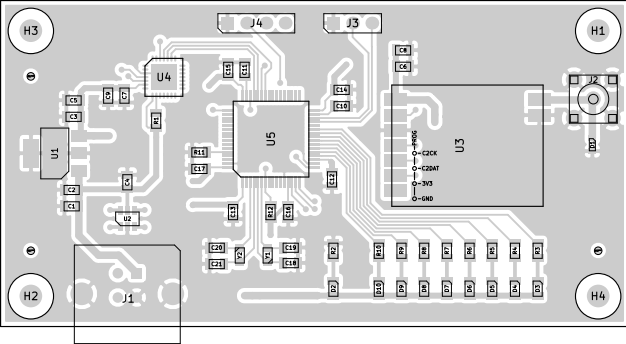 H3
J4
J3
H1
C8
C6
J2
U4
C11
C9
C7
C5
C3
C14
C10
R1
U5
U3
PROG
U1
R11
C17
C2CK
C2DAT
3V3
GND
C4
C12
C2
C1
U2
C13
R12
C16
C20
C21
Y2
Y1
C19
C18
R2
R10
R9
R8
R7
R6
R5
R4
R3
H2
J1
D2
D10
D9
D8
D7
D6
D5
D4
D3
H4